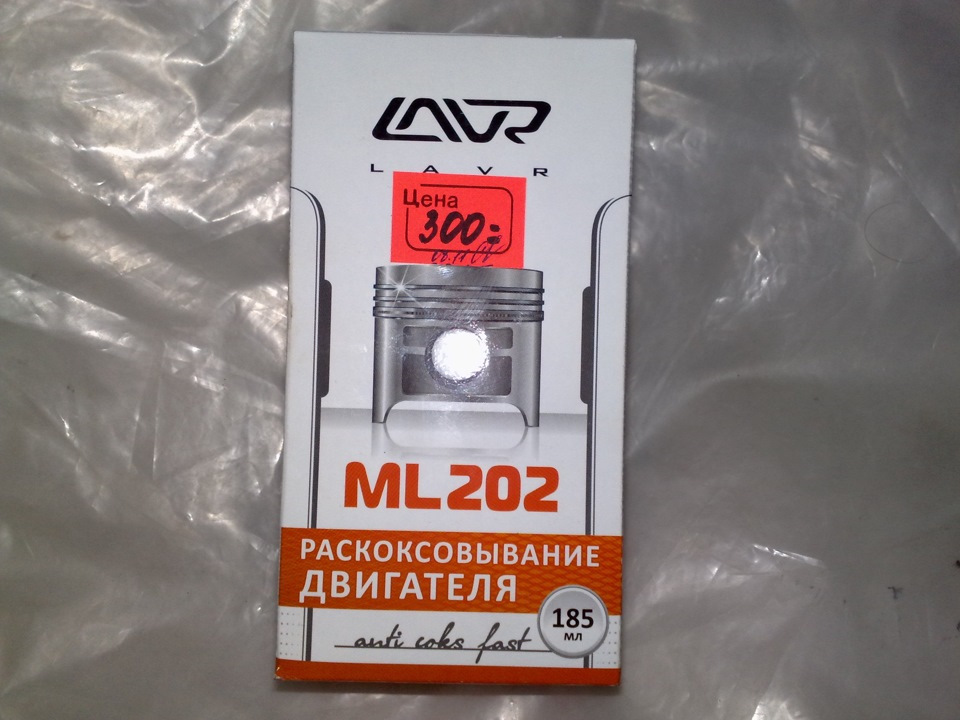 LAVR
LAVR
Цена
300=
ML202
РАСКОКСОВЫВАНИЕ
ДВИГАТЕЛЯ
185
мл
anti coks fast